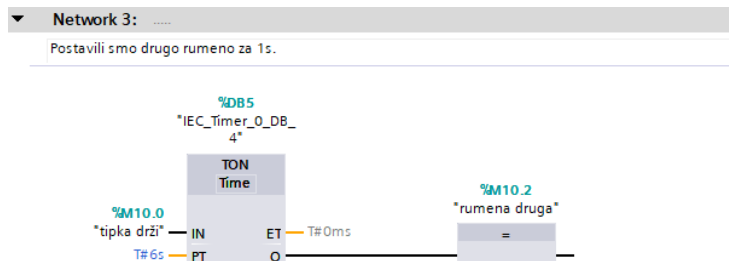 Network 3: .....
Postavili smo drugo rumeno za 1s.
%DB5
"IEC_Timer_0_DB_
4"
TON
Time
%M10.2
"rumena druga"
%M10.0
"tipka drži" IN ET T#0ms =
T#6s PT Q